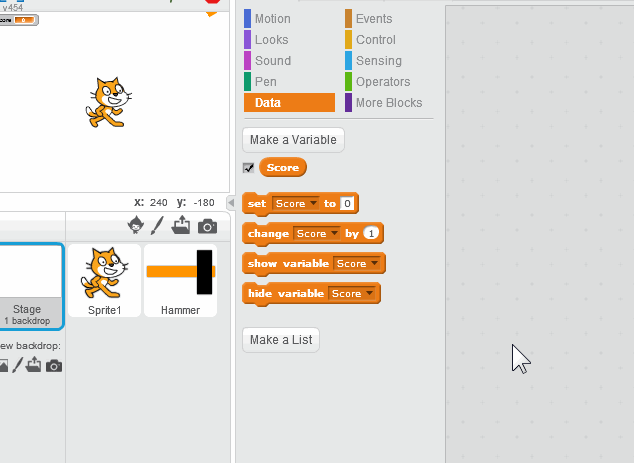 v454
Score 0
x: 240 y: -180
Stage
1 backdrop
ew backdrop:
Sprite1
Hammer
Motion
Looks
Sound
Pen
Data
Events
Control
Sensing
Operators
More Blocks
Make a Variable
Score
set Score to 0
change Score by 1
show variable Score
hide variable Score
Make a List